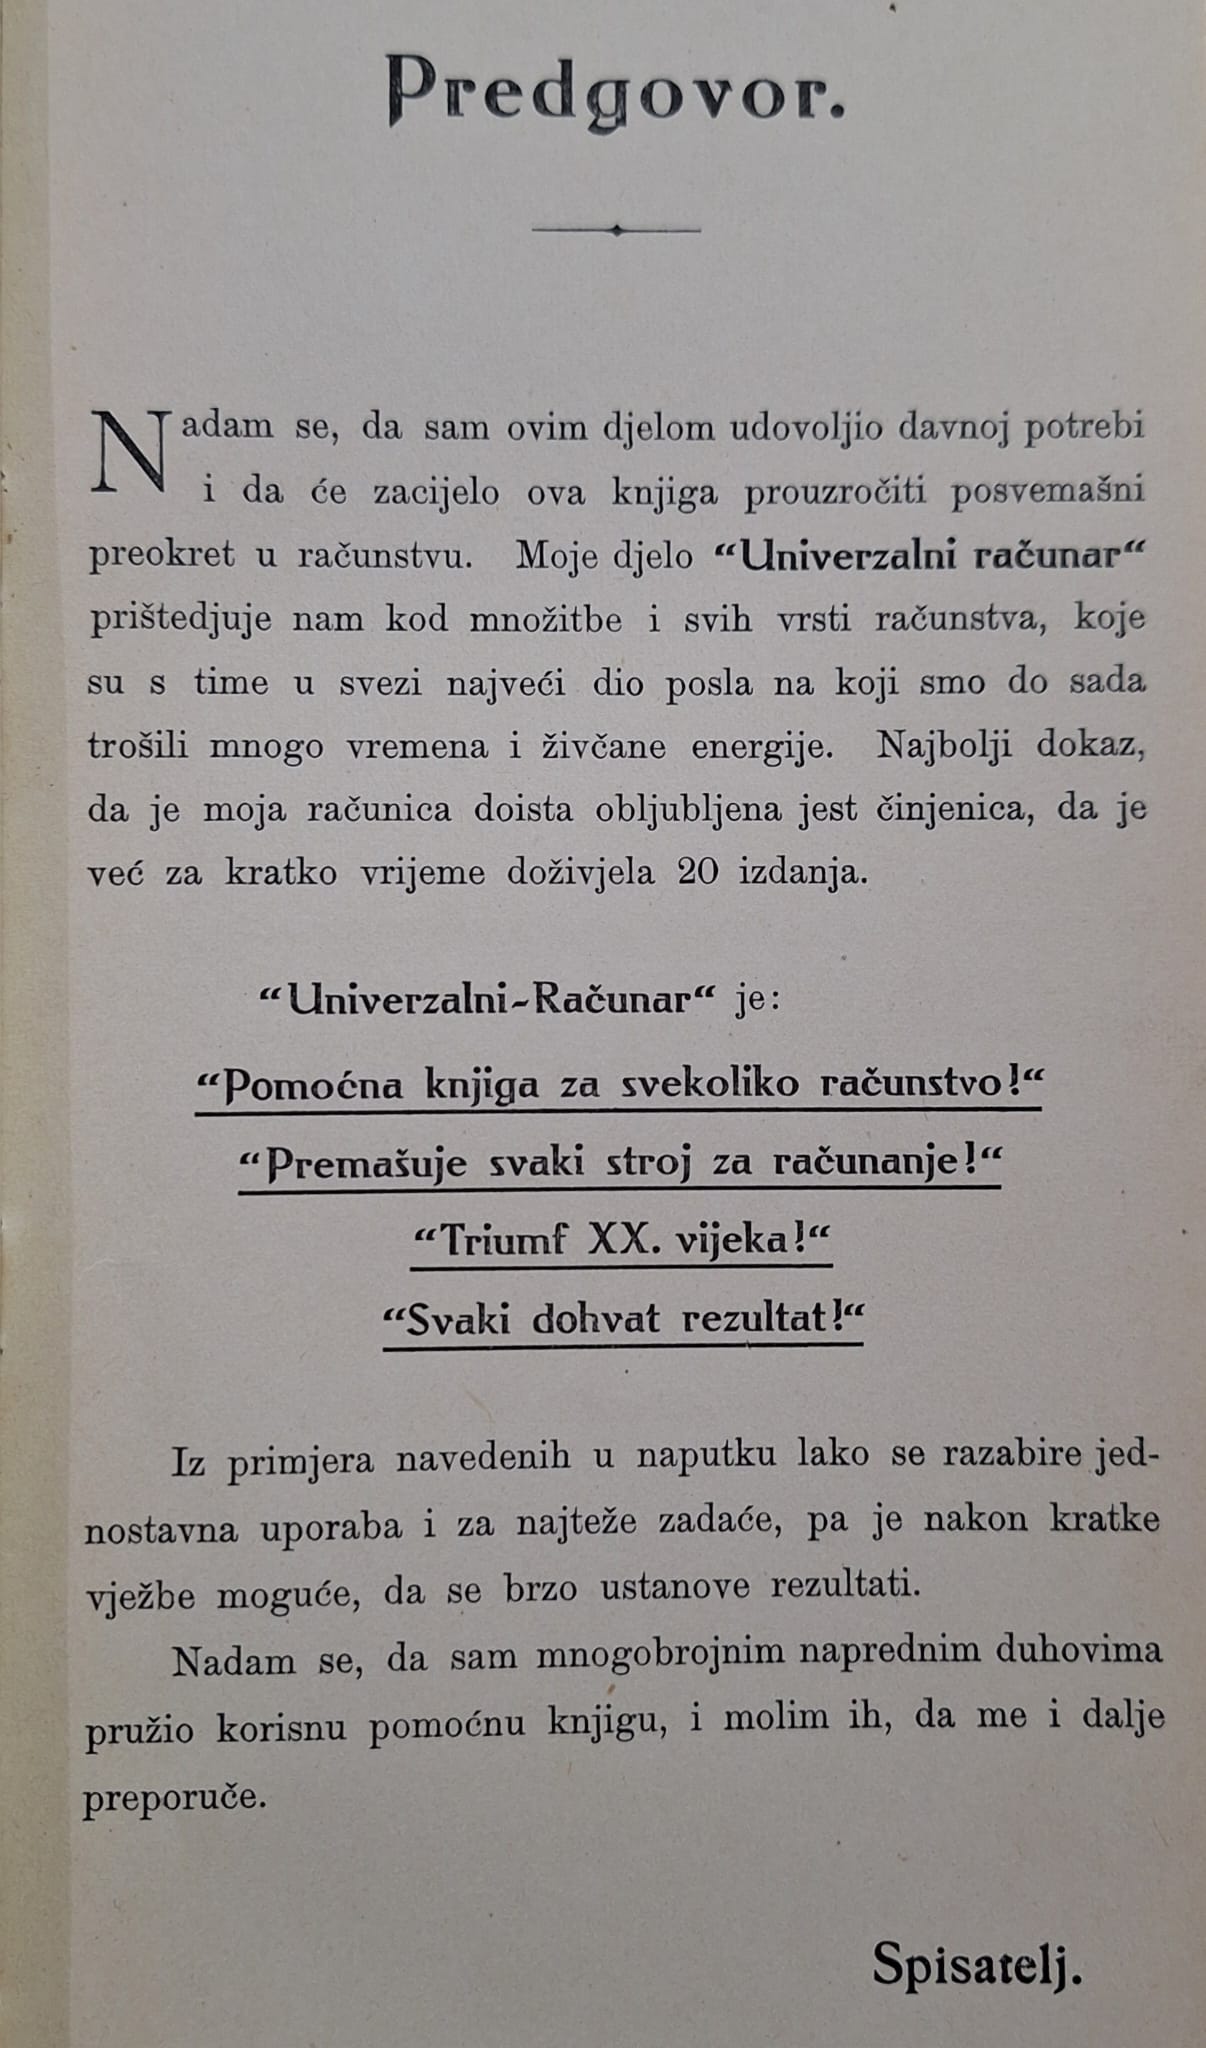 Predgovor.
Nadam se, da sam ovim djelom udovoljio davnoj potrebi
i da će zacijelo ova knjiga prouzročiti posvemašni
preokret u računstvu. Moje djelo “Univerzalni računar“
prištedjuje nam kod množitbe i svih vrsti računstva, koje
su s time u svezi najveći dio posla na koji smo do sada
trošili mnogo vremena i živčane energije. Najbolji dokaz,
da je moja računica doista obljubljena jest činjenica, da je
već za kratko vrijeme doživjela 20 izdanja.
“Univerzalni-Računar“ je:
“Pomoćna knjiga za svekoliko računstvo!“
“Premašuje svaki stroj za računanje!“
“Triumf XX. vijeka!“
“Svaki dohvat rezultat!“
Iz primjera navedenih u naputku lako se razabire jed-
nostavna uporaba i za najteže zadaće, pa je nakon kratke
vježbe moguće, da se brzo ustanove rezultati.
Nadam se, da sam mnogobrojnim naprednim duhovima
pružio korisnu pomoćnu knjigu, i molim ih, da me i dalje
preporuče.
Spisatelj.